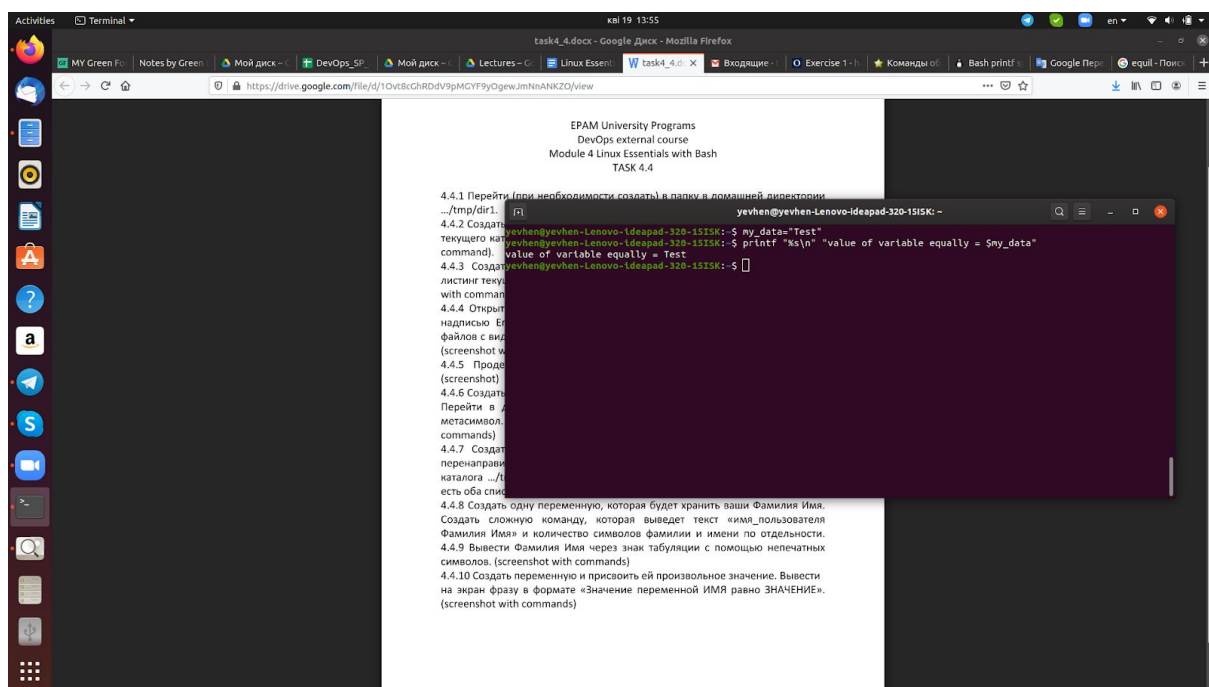 Activities Terminal кві 19 13:55 en
task4_4.docx - Google Диск - Mozilla Firefox
MY Green Fo Notes by Green Мой диск – DevOps_SP_ Мой диск – Lectures – Go Linux Essenti task4_4.d Входящие - Exercise 1 - h Команды об Bash printf s Google Пере equil - Поиск
https://drive.google.com/file/d/1Ovt8cGhRDdV9pMGYF9yOgewJmNnANKZO/view
EPAM University Programs
DevOps external course
Module 4 Linux Essentials with Bash
TASK 4.4
4.4.1 Перейти (при необходимости создать) в папку в домашней директории
…/tmp/dir1.
4.4.2 Создать
текущего кат
command).
4.4.3 Создат
листинг теку
with comman
4.4.4 Открыт
надписью En
файлов с вид
(screenshot w
4.4.5 Проде
(screenshot)
4.4.6 Создать
Перейти в
метасимвол.
commands)
4.4.7 Создат
перенаправи
каталога …/t
есть оба спис
4.4.8 Создать одну переменную, которая будет хранить ваши Фамилия Имя.
Создать сложную команду, которая выведет текст «имя_пользователя
Фамилия Имя» и количество символов фамилии и имени по отдельности.
4.4.9 Вывести Фамилия Имя через знак табуляции с помощью непечатных
символов. (screenshot with commands)
4.4.10 Создать переменную и присвоить ей произвольное значение. Вывести
на экран фразу в формате «Значение переменной ИМЯ равно ЗНАЧЕНИЕ».
(screenshot with commands)
yevhen@yevhen-Lenovo-ideapad-320-15ISK: ~
yevhen@yevhen-Lenovo-ideapad-320-15ISK:~$ my_data="Test"
yevhen@yevhen-Lenovo-ideapad-320-15ISK:~$ printf "%s\n" "value of variable equally = $my_data"
value of variable equally = Test
yevhen@yevhen-Lenovo-ideapad-320-15ISK:~$